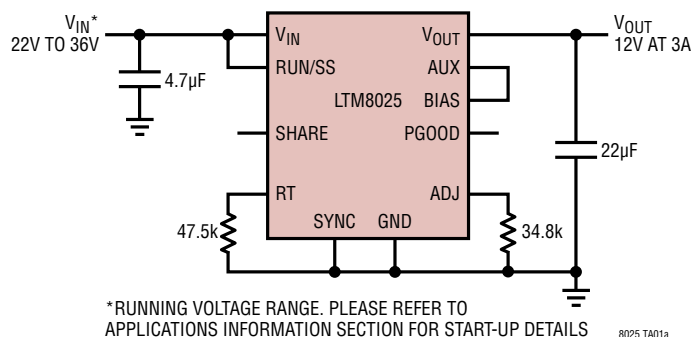 VIN*
22V TO 36V
VIN
VOUT
VOUT
12V AT 3A
RUN/SS
AUX
4.7µF
LTM8025
BIAS
SHARE
PGOOD
22µF
RT
ADJ
47.5k
SYNC
GND
34.8k
*RUNNING VOLTAGE RANGE. PLEASE REFER TO
APPLICATIONS INFORMATION SECTION FOR START-UP DETAILS
8025 TA01a